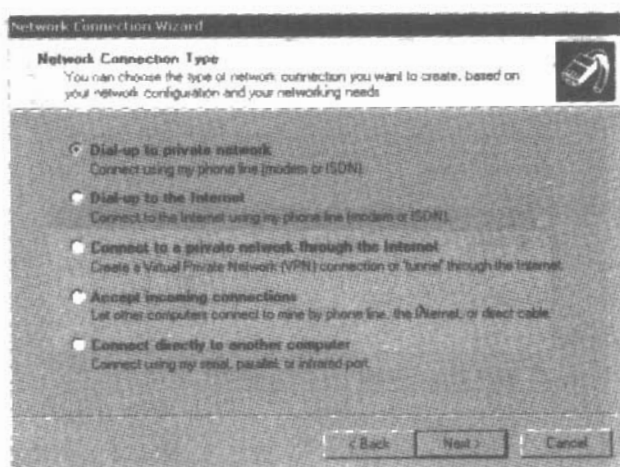 Network Connection Wizard
Network Connection Type
You can choose the type of network connection you want to create, based on
your network configuration and your networking needs
Dial-up to private network
Connect using my phone line (modem or ISDN).
Dial-up to the Internet
Connect to the Internet using my phone line (modem or ISDN).
Connect to a private network through the Internet
Create a Virtual Private Network (VPN) connection or 'tunnel' through the Internet.
Accept incoming connections
Let other computers connect to mine by phone line, the Internet, or direct cable.
Connect directly to another computer
Connect using my serial, parallel, or infrared port.
< Back
Next >
Cancel